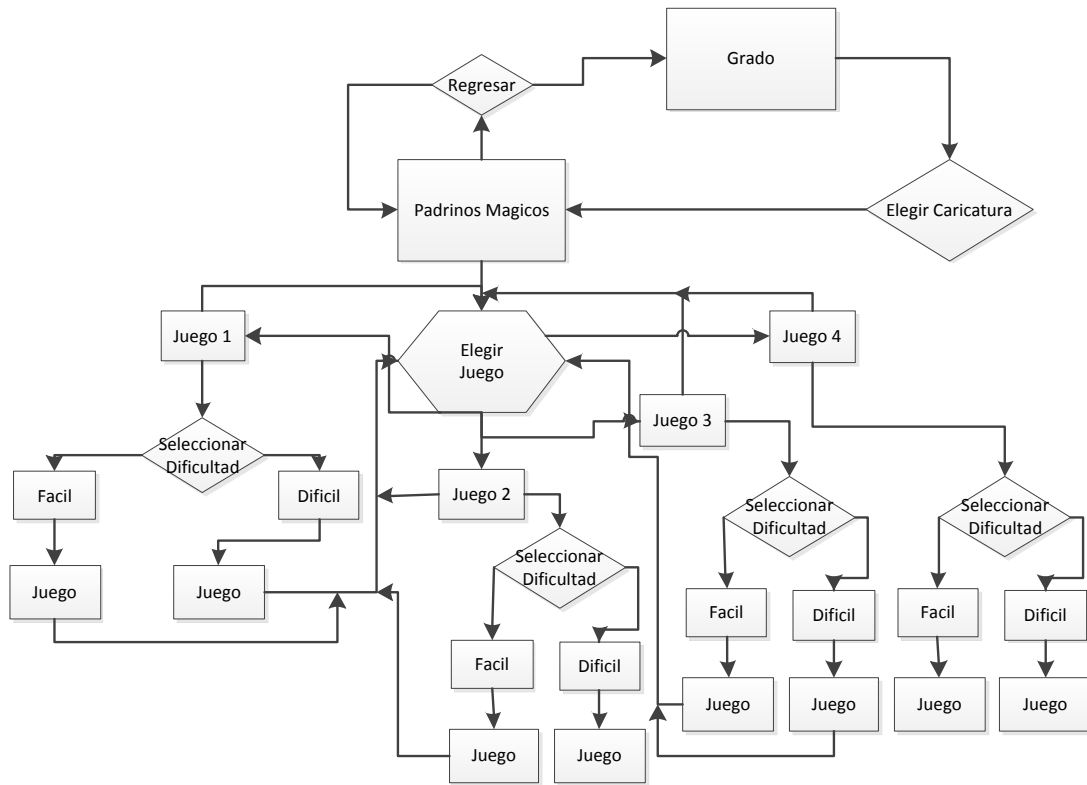 Grado
Regresar
Padrinos Magicos
Elegir Caricatura
Juego 1
Elegir
Juego
Juego 4
Juego 3
Seleccionar
Dificultad
Facil
Dificil
Juego 2
Seleccionar
Dificultad
Seleccionar
Dificultad
Seleccionar
Dificultad
Juego
Juego
Facil
Dificil
Facil
Dificil
Facil
Dificil
Juego
Juego
Juego
Juego
Juego
Juego